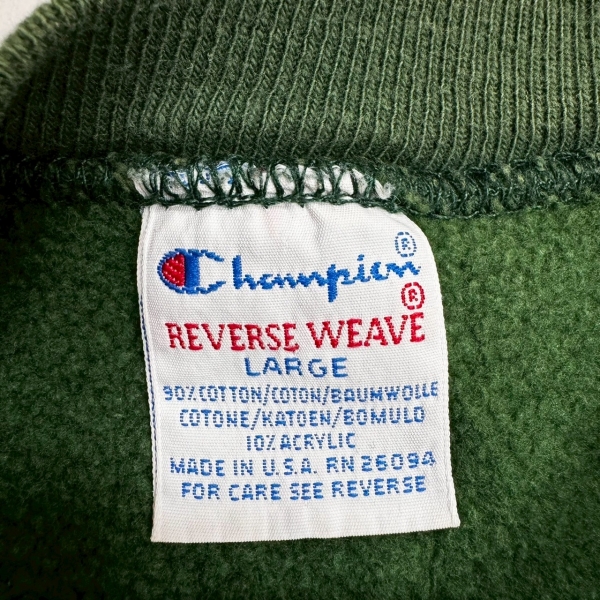 Champion®
®
REVERSE WEAVE
LARGE
90% COTTON/COTON/BAUMWOLLE
COTONE/KATOEN/BOMULD
10% ACRYLIC
MADE IN U.S.A. RN 26094
FOR CARE SEE REVERSE